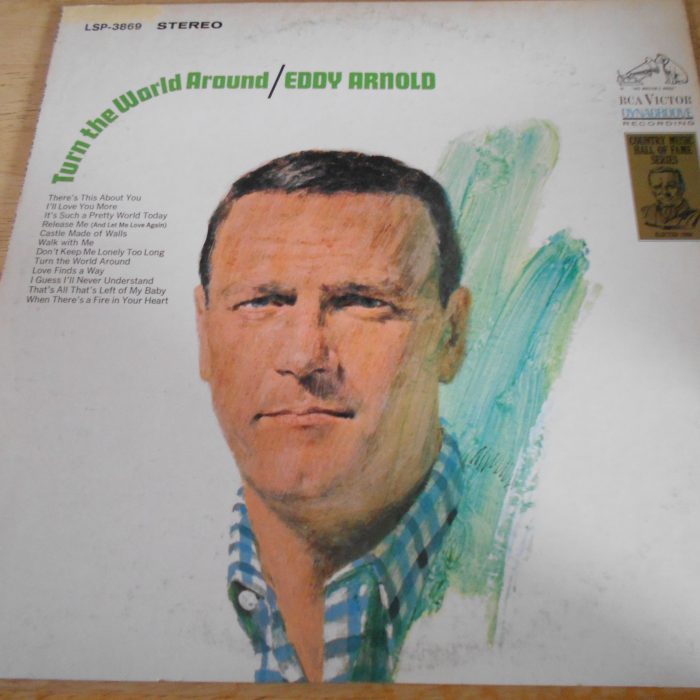 LSP-3869 STEREO
Turn the World Around/EDDY ARNOLD
RCA VICTOR
DYNAGROOVE
RECORDING
COUNTRY MUSIC
HALL OF FAME
SERIES
There's This About You
I'll Love You More
It's Such a Pretty World Today
Release Me (And Let Me Love Again)
Castle Made of Walls
Walk with Me
Don't Keep Me Lonely Too Long
Turn the World Around
Love Finds a Way
I Guess I'll Never Understand
That's All That's Left of My Baby
When There's a Fire in Your Heart